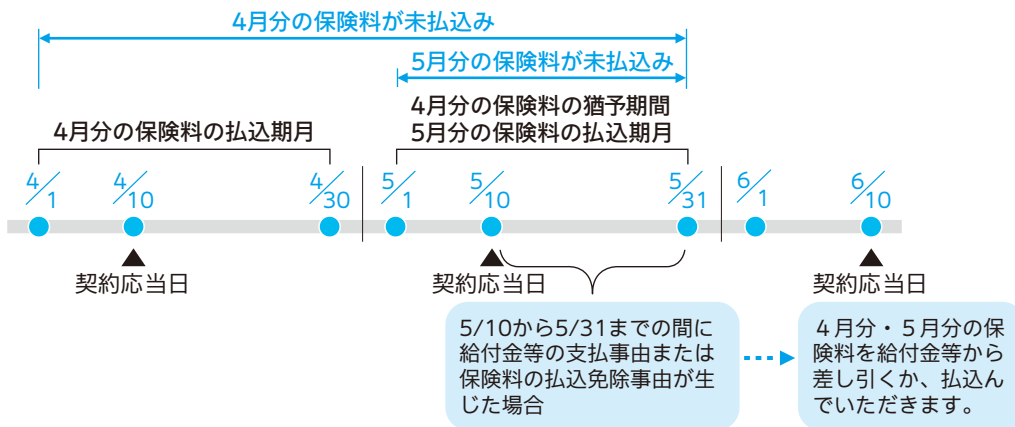 4月分の保険料が未払込み
5月分の保険料が未払込み
4月分の保険料の猶予期間
4月分の保険料の払込期月
5月分の保険料の払込期月
4/1
4/10
4/30
5/1
5/10
5/31
6/1
6/10
契約応当日
契約応当日
契約応当日
5/10から5/31までの間に
給付金等の支払事由または
保険料の払込免除事由が生
じた場合
4月分・5月分の保
険料を給付金等から
差し引くか、払込ん
でいただきます。